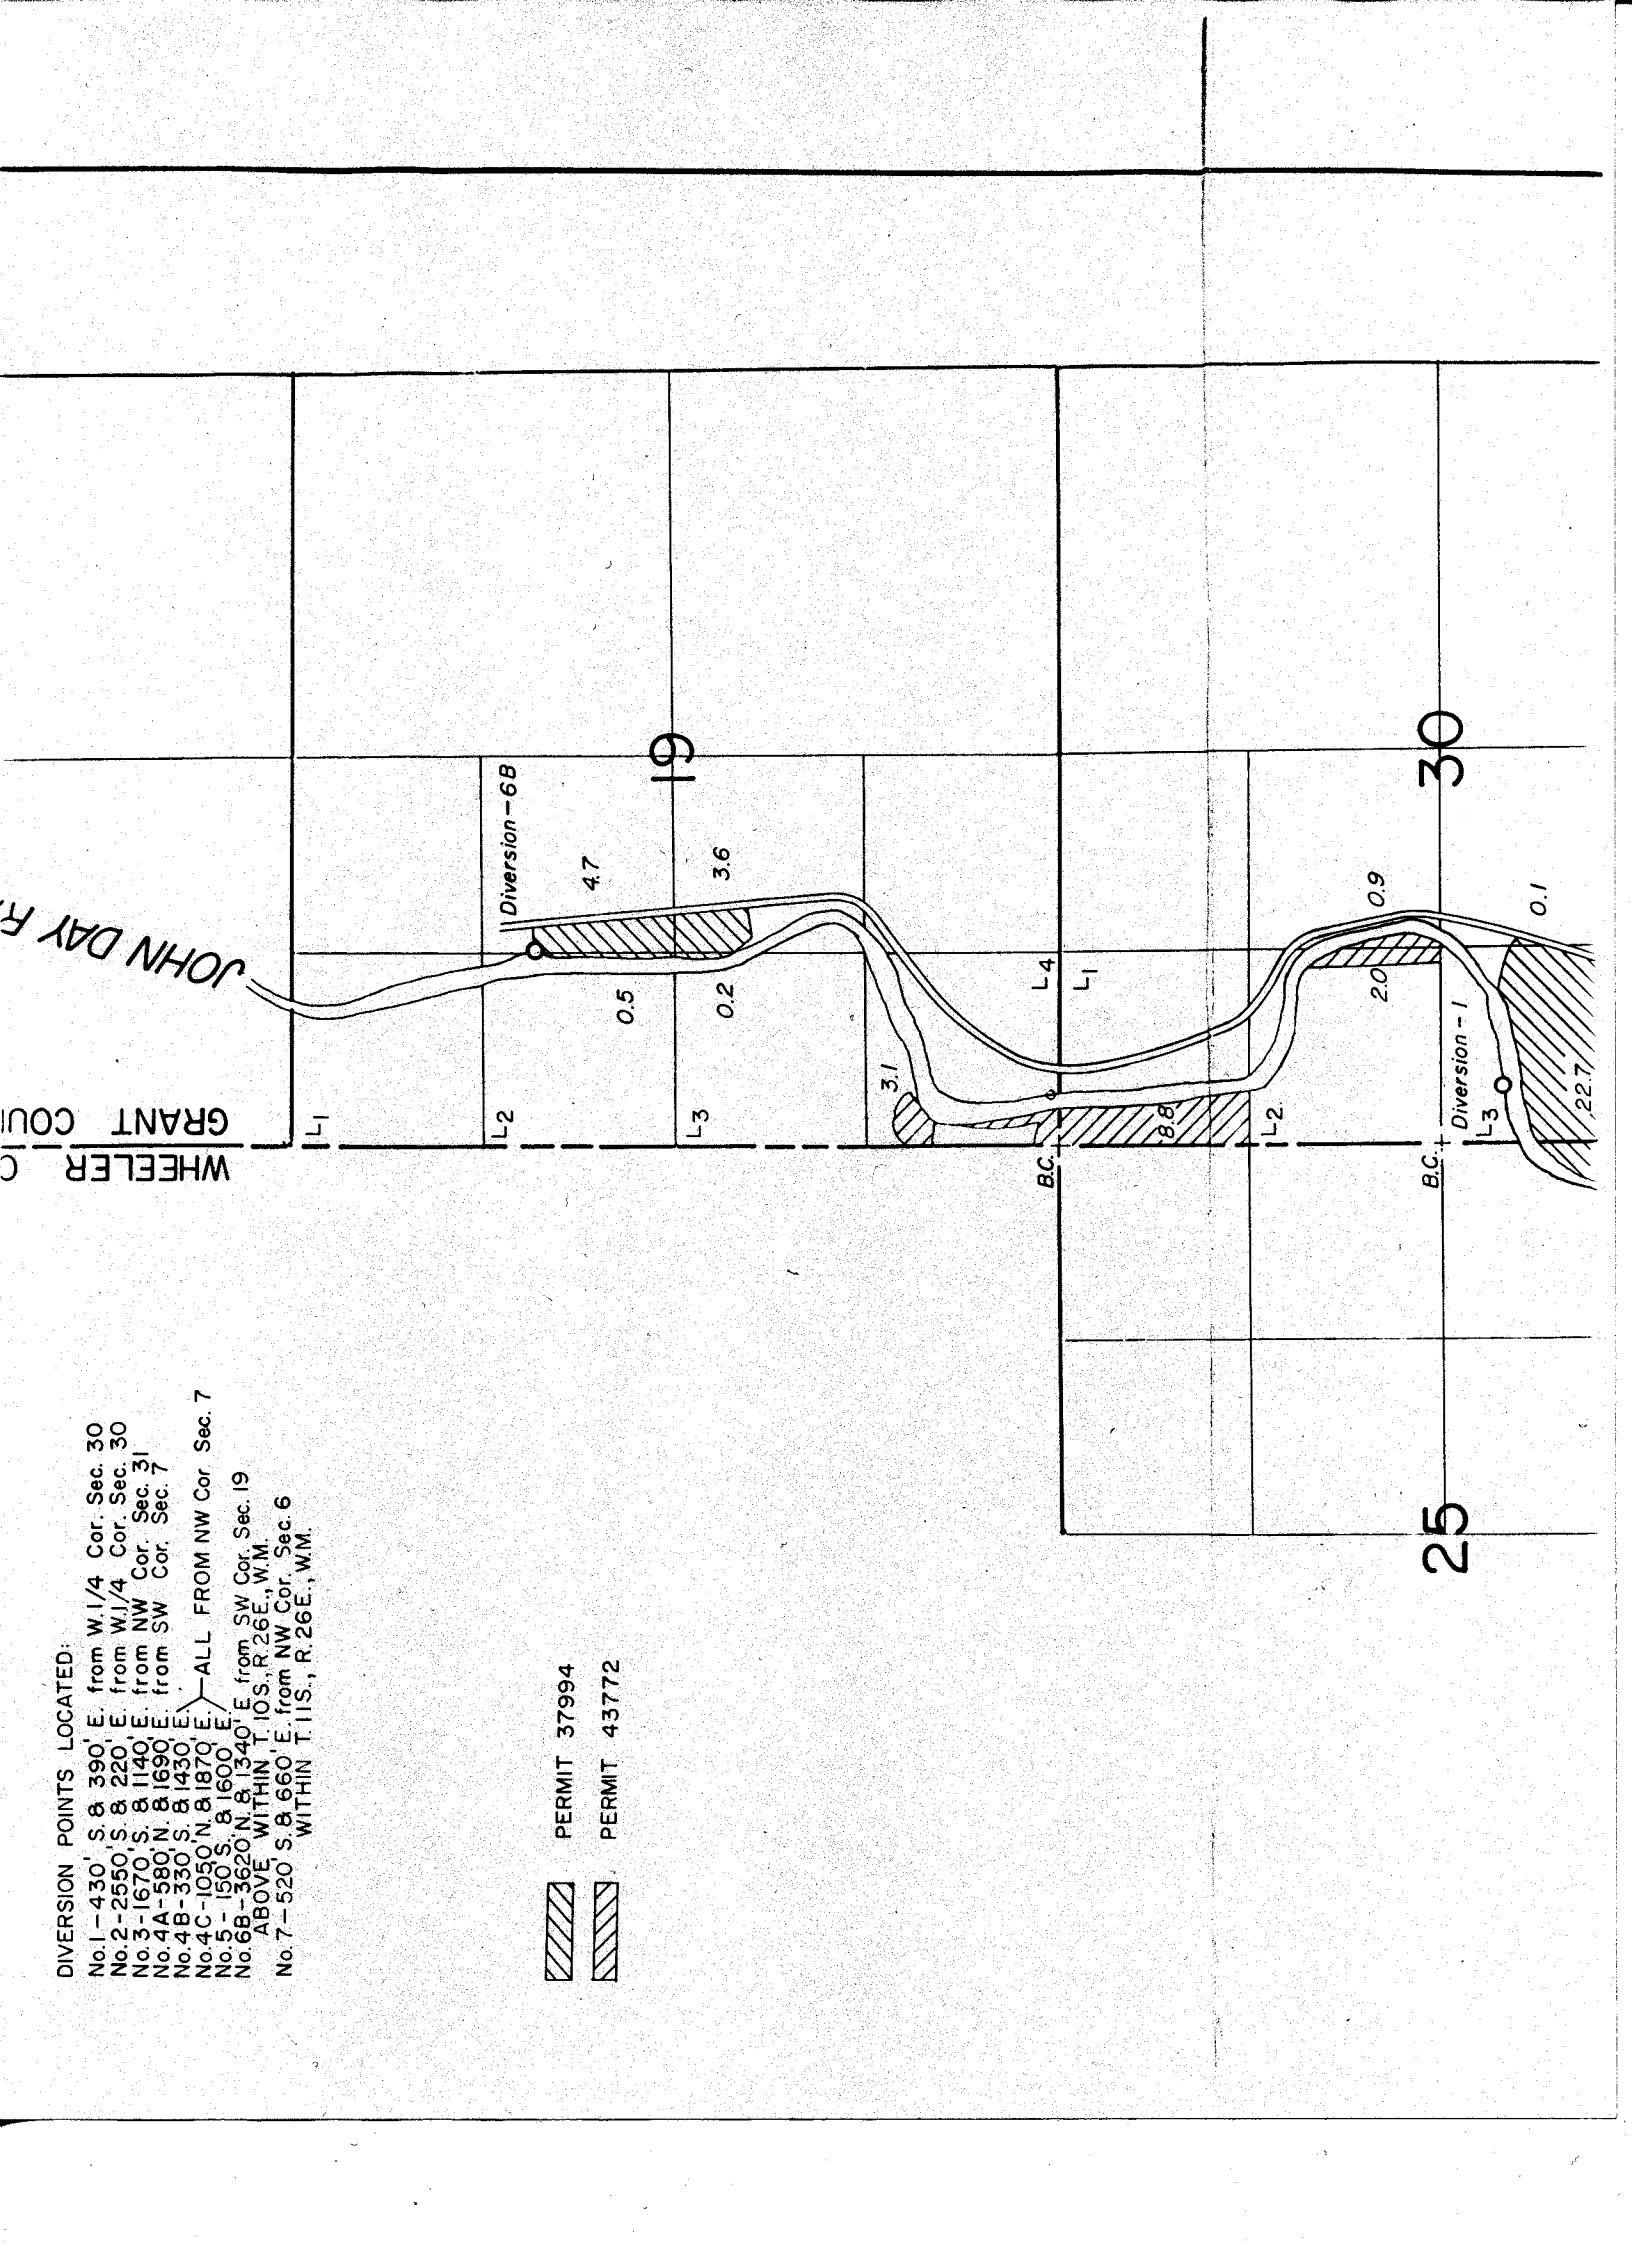 DIVERSION POINTS LOCATED:
No.1–430' S. & 390' E. from W.1/4 Cor. Sec. 30
No.2-2550' S. & 220' E. from W.1/4 Cor. Sec. 30
No.3-1670' S. & 1140' E. from NW Cor. Sec. 31
No.4A-580' N. & 1690' E. from SW Cor. Sec. 7
No.4B-330' S. & 1430' E.
No.4C-1050' N. & 1870' E. —ALL FROM NW Cor. Sec. 7
No.5-150' S. & 1600' E.
No.6B-3620' N. & 1340' E. from SW Cor. Sec. 19
ABOVE WITHIN T. 10S., R.26E., W.M.
No.7–520' S. & 660' E. from NW Cor. Sec. 6
WITHIN T. 11S., R.26E., W.M.
PERMIT 37994
PERMIT 43772
JOHN DAY
WHEELER
GRANT
L1
L2
Diversion–6B
4.7
0.5
19
3.6
0.2
L3
3.1
L4
B.C.
L1
8.8
L2
0.9
2.0
30
B.C.
25
Diversion – 1
L3
0.1
22.7